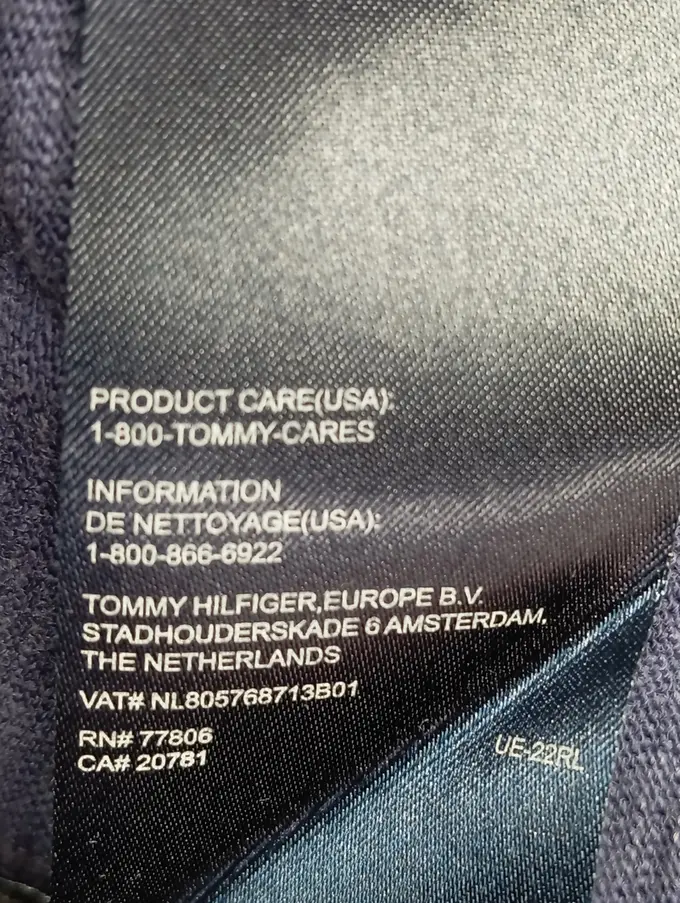 PRODUCT CARE(USA):
1-800-TOMMY-CARES
INFORMATION
DE NETTOYAGE(USA):
1-800-866-6922
TOMMY HILFIGER,EUROPE B.V.
STADHOUDERSKADE 6 AMSTERDAM.
THE NETHERLANDS
VAT# NL805768713B01
RN# 77806
CA# 20781
UE-22RL